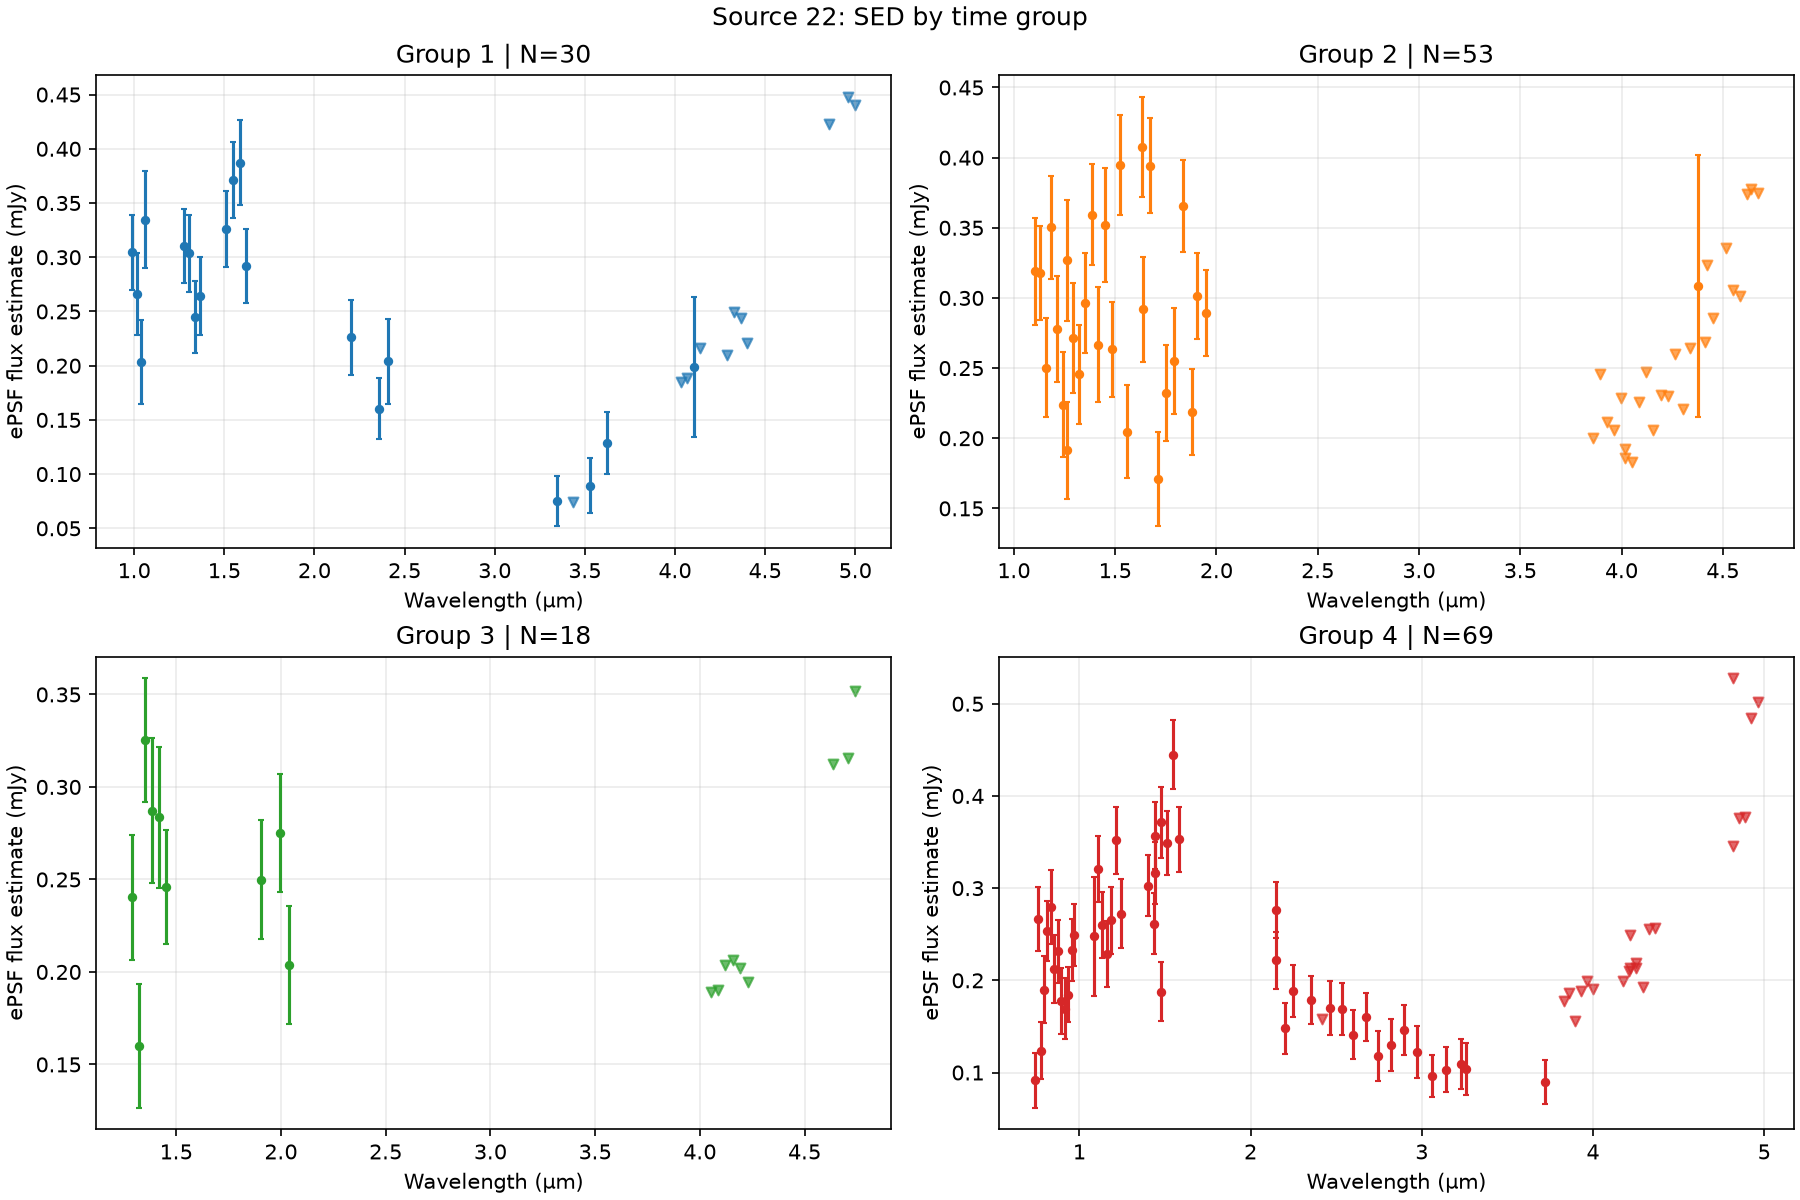 Source 22: SED by time group
Group 1 | N=30
ePSF flux estimate (mJy)
0.45
0.40
0.35
0.30
0.25
0.20
0.15
0.10
0.05
1.0 1.5 2.0 2.5 3.0 3.5 4.0 4.5 5.0
Wavelength (µm)
Group 2 | N=53
ePSF flux estimate (mJy)
0.45
0.40
0.35
0.30
0.25
0.20
0.15
1.0 1.5 2.0 2.5 3.0 3.5 4.0 4.5
Wavelength (µm)
Group 3 | N=18
ePSF flux estimate (mJy)
0.35
0.30
0.25
0.20
0.15
1.5 2.0 2.5 3.0 3.5 4.0 4.5
Wavelength (µm)
Group 4 | N=69
ePSF flux estimate (mJy)
0.5
0.4
0.3
0.2
0.1
1 2 3 4 5
Wavelength (µm)